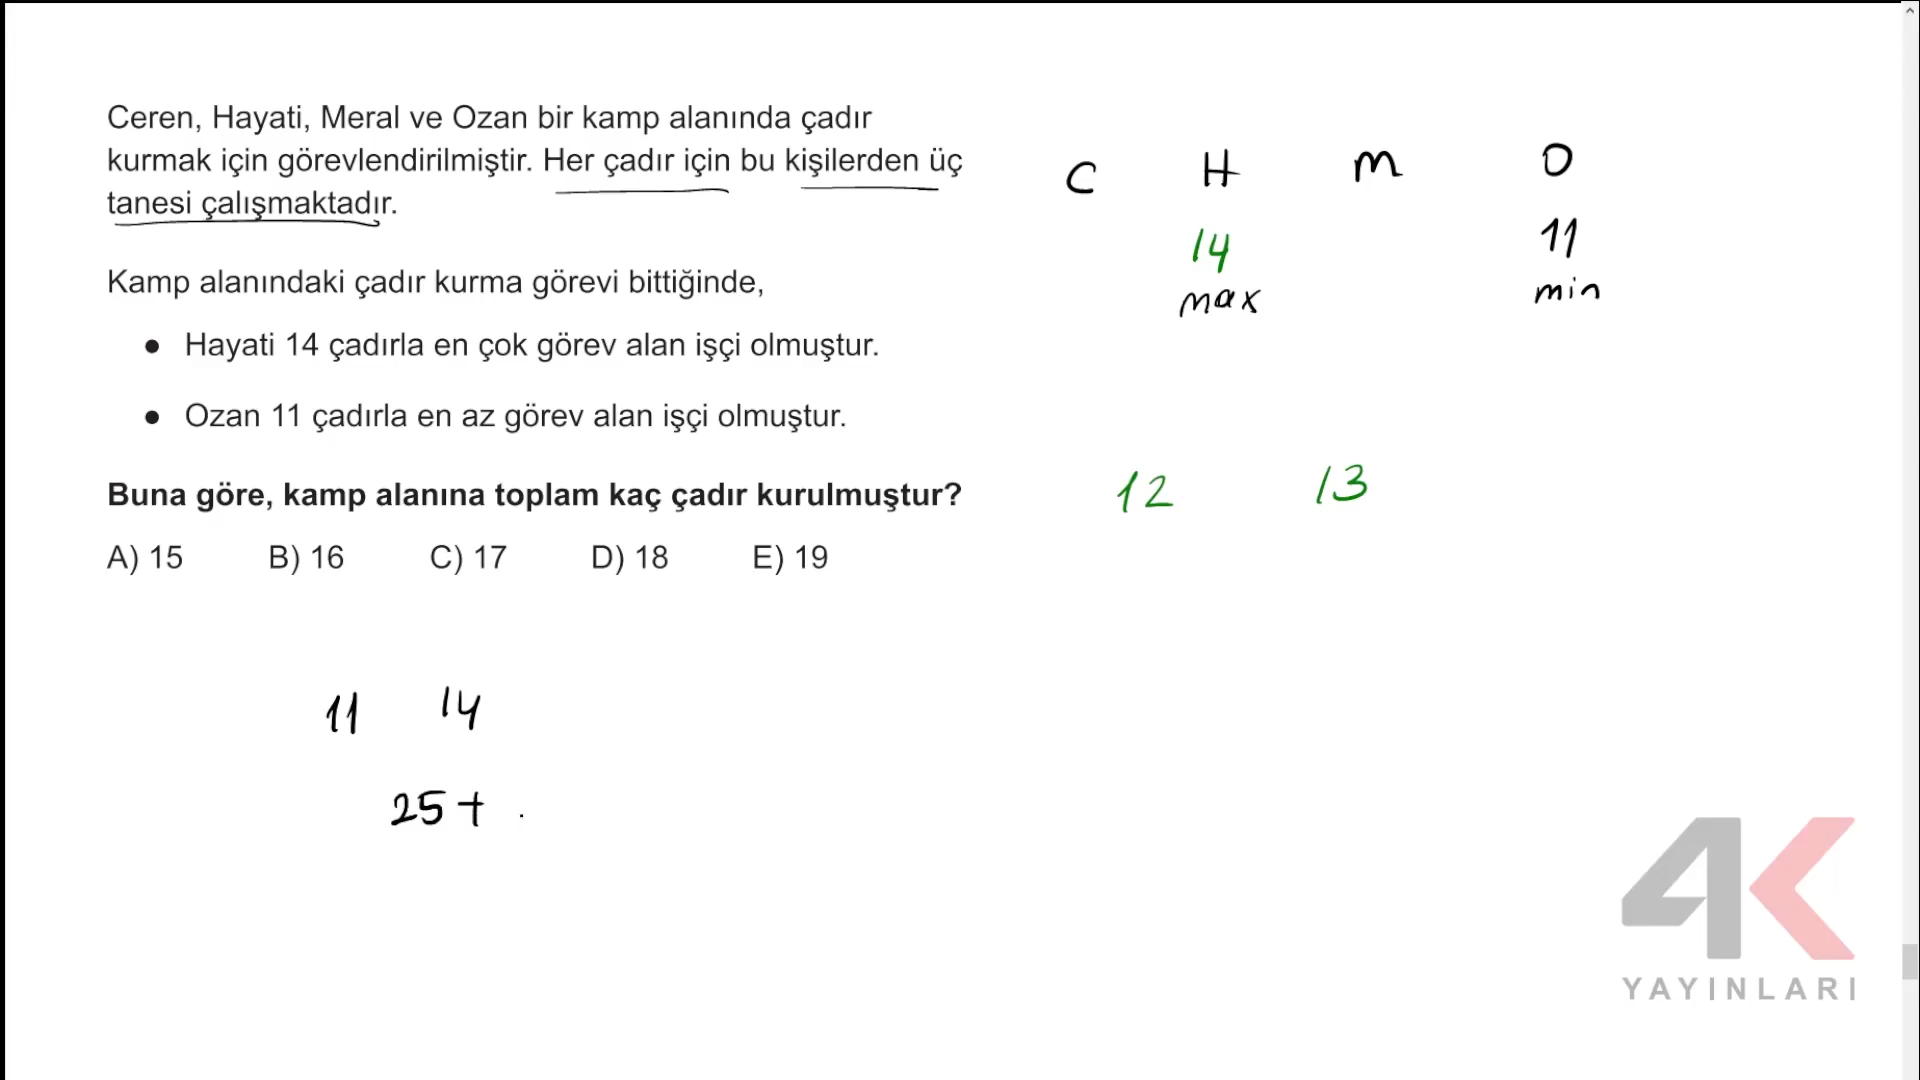 Ceren, Hayati, Meral ve Ozan bir kamp alanında çadır
kurmak için görevlendirilmiştir. Her çadır için bu kişilerden üç
tanesi çalışmaktadır.
Kamp alanındaki çadır kurma görevi bittiğinde,
● Hayati 14 çadırla en çok görev alan işçi olmuştur.
● Ozan 11 çadırla en az görev alan işçi olmuştur.
Buna göre, kamp alanına toplam kaç çadır kurulmuştur?
A) 15 B) 16 C) 17 D) 18 E) 19
C H M O
14 11
max min
12 13
11 14
25 +
4K
YAYINLARI